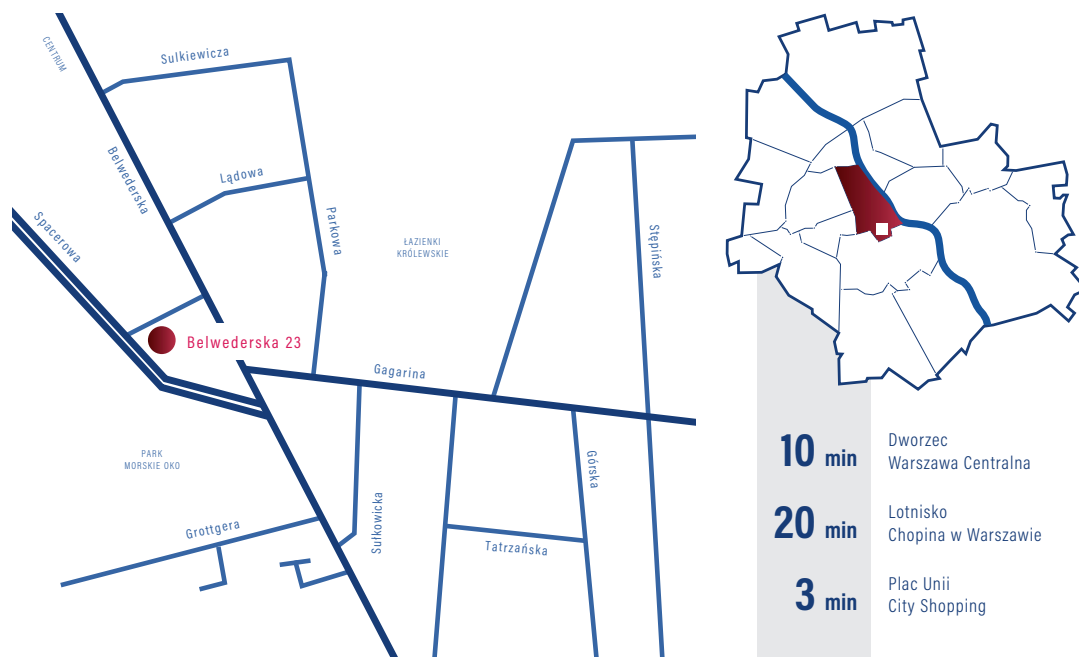 CENTRUM
Sulkiewicza
Belwederska
Lądowa
Spacerowa
Parkowa
ŁAZIENKI
KRÓLEWSKIE
Stępińska
Belwederska 23
Gagarina
PARK
MORSKIE OKO
Górska
Sułkowicka
Grottgera
Tatrzańska
10 min
Dworzec
Warszawa Centralna
20 min
Lotnisko
Chopina w Warszawie
3 min
Plac Unii
City Shopping